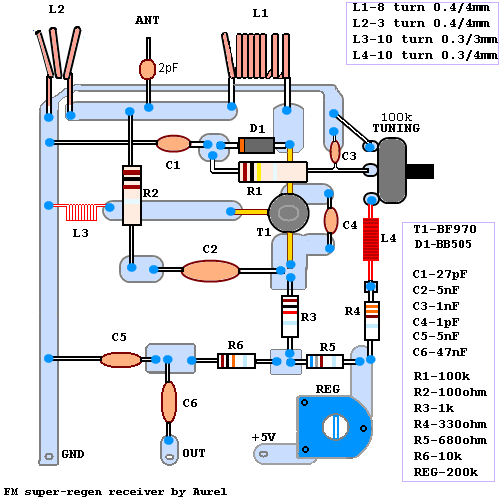 L1-8 turn 0.4/4mm
L2-3 turn 0.4/4mm
L3-10 turn 0.3/3mm
L4-10 turn 0.3/4mm
L2
ANT
L1
2pF
100k
TUNING
D1
C1
C3
R1
R2
L3
T1
C4
L4
C2
R3
R4
C5
R6
R5
C6
REG
+5V
GND
OUT
T1-BF970
D1-BB505
C1-27pF
C2-5nF
C3-1nF
C4-1pF
C5-5nF
C6-47nF
R1-100k
R2-100ohm
R3-1k
R4-330ohm
R5-680ohm
R6-10k
REG-200k
FM super-regen receiver by Aurel